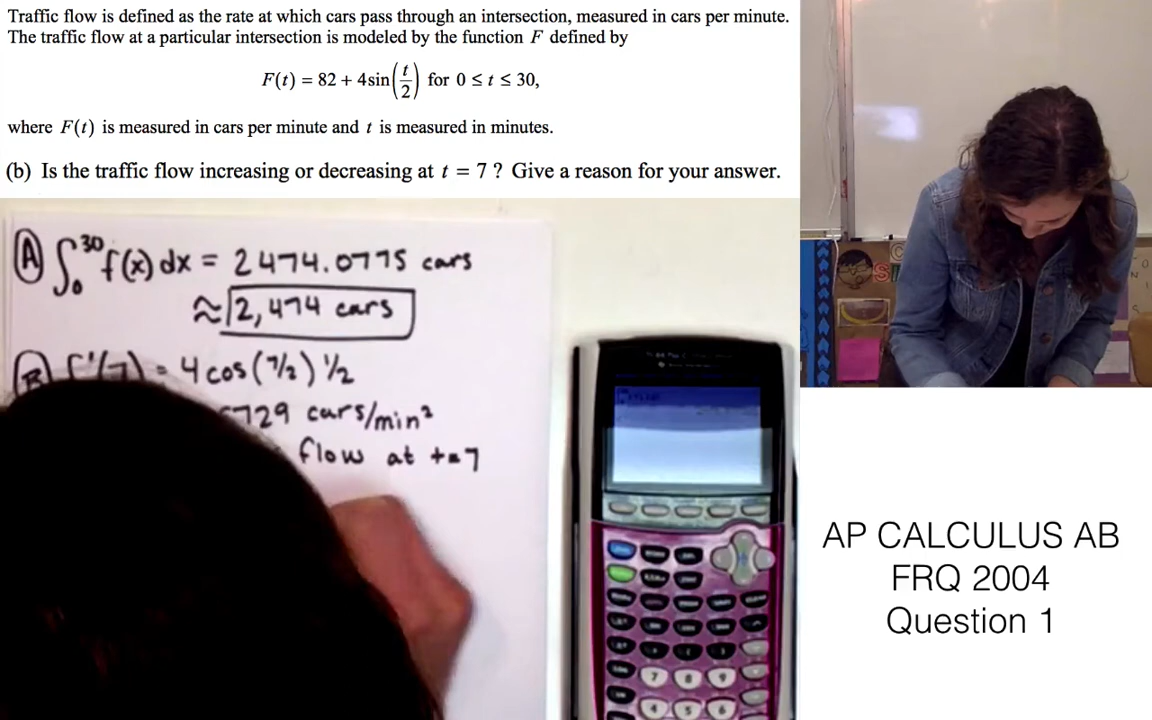 Traffic flow is defined as the rate at which cars pass through an intersection, measured in cars per minute.
The traffic flow at a particular intersection is modeled by the function F defined by
F(t) = 82 + 4sin(t/2) for 0 ≤ t ≤ 30,
where F(t) is measured in cars per minute and t is measured in minutes.
(b) Is the traffic flow increasing or decreasing at t = 7 ? Give a reason for your answer.
A ∫₀³⁰ f(x) dx = 2474.0775 cars
≈ 2,474 cars
B f'(7) = 4 cos(7/2) 1/2
729 cars/min²
flow at t=7
AP CALCULUS AB
FRQ 2004
Question 1